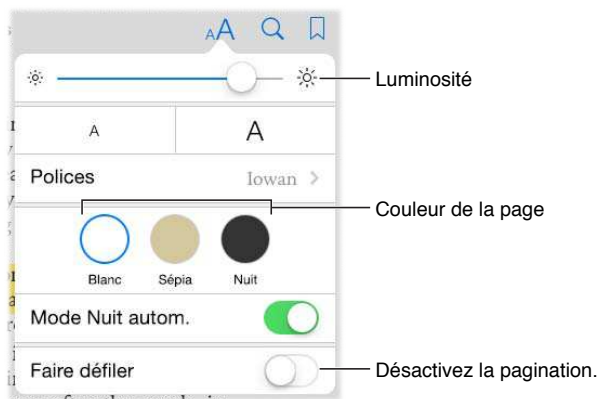 AA
Luminosité
A A
Polices Iowan >
Couleur de la page
Blanc Sépia Nuit
Mode Nuit autom.
Faire défiler
Désactivez la pagination.